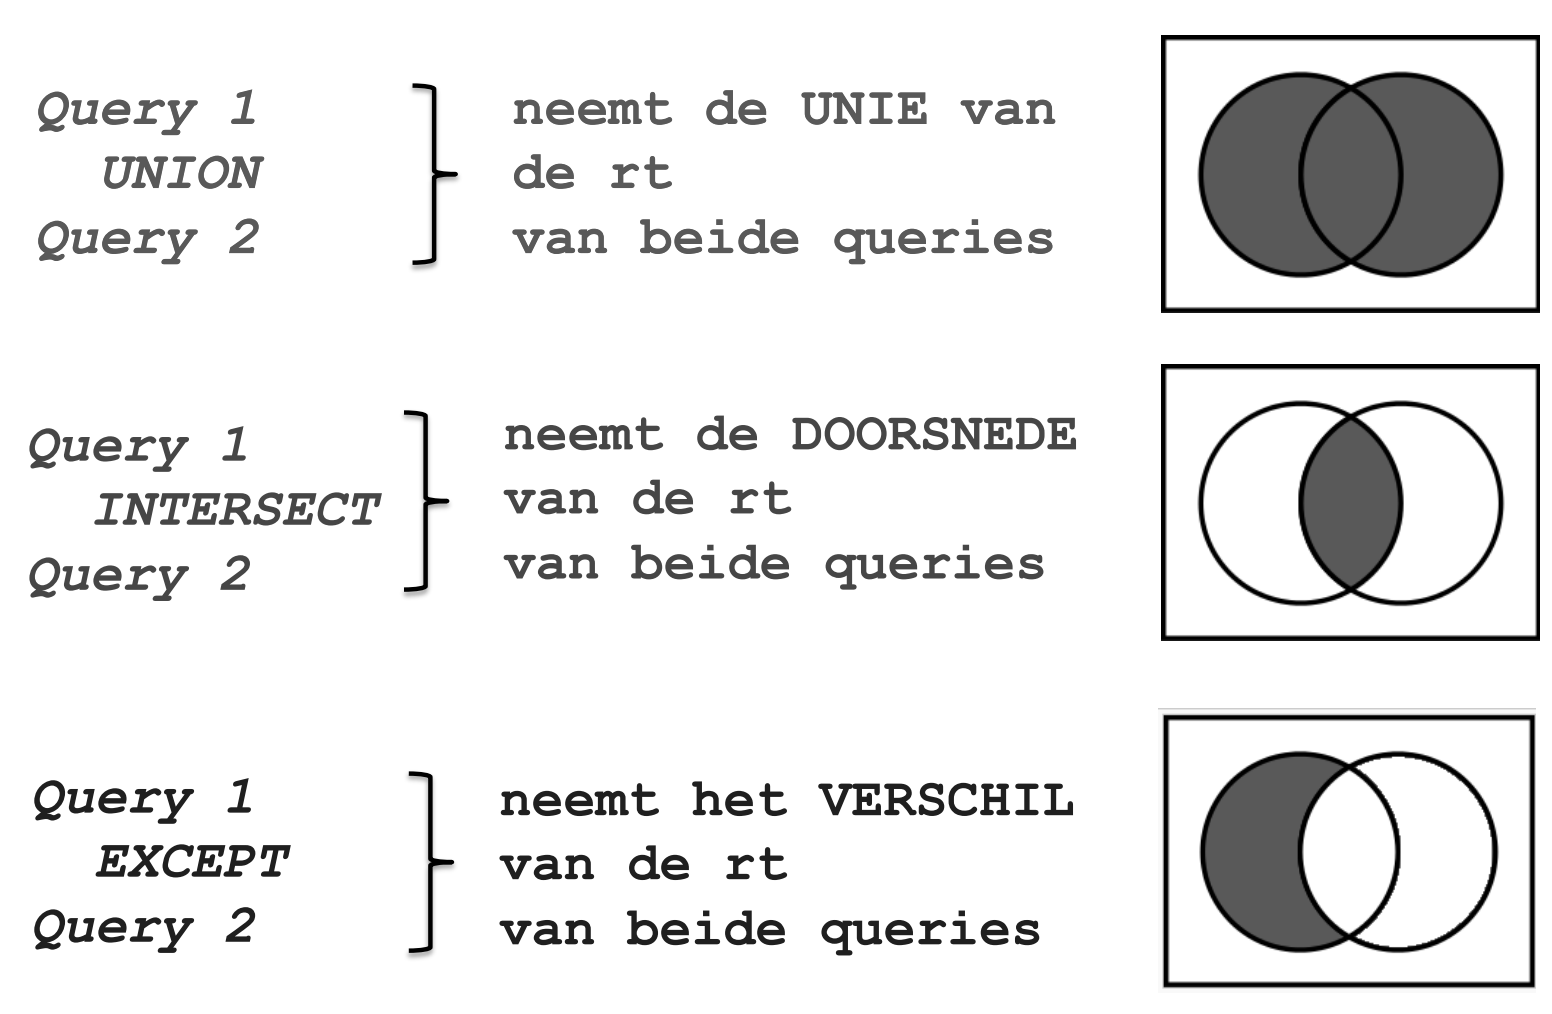 Query 1
UNION
Query 2
neemt de UNIE van
de rt
van beide queries
Query 1
INTERSECT
Query 2
neemt de DOORSNEDE
van de rt
van beide queries
Query 1
EXCEPT
Query 2
neemt het VERSCHIL
van de rt
van beide queries